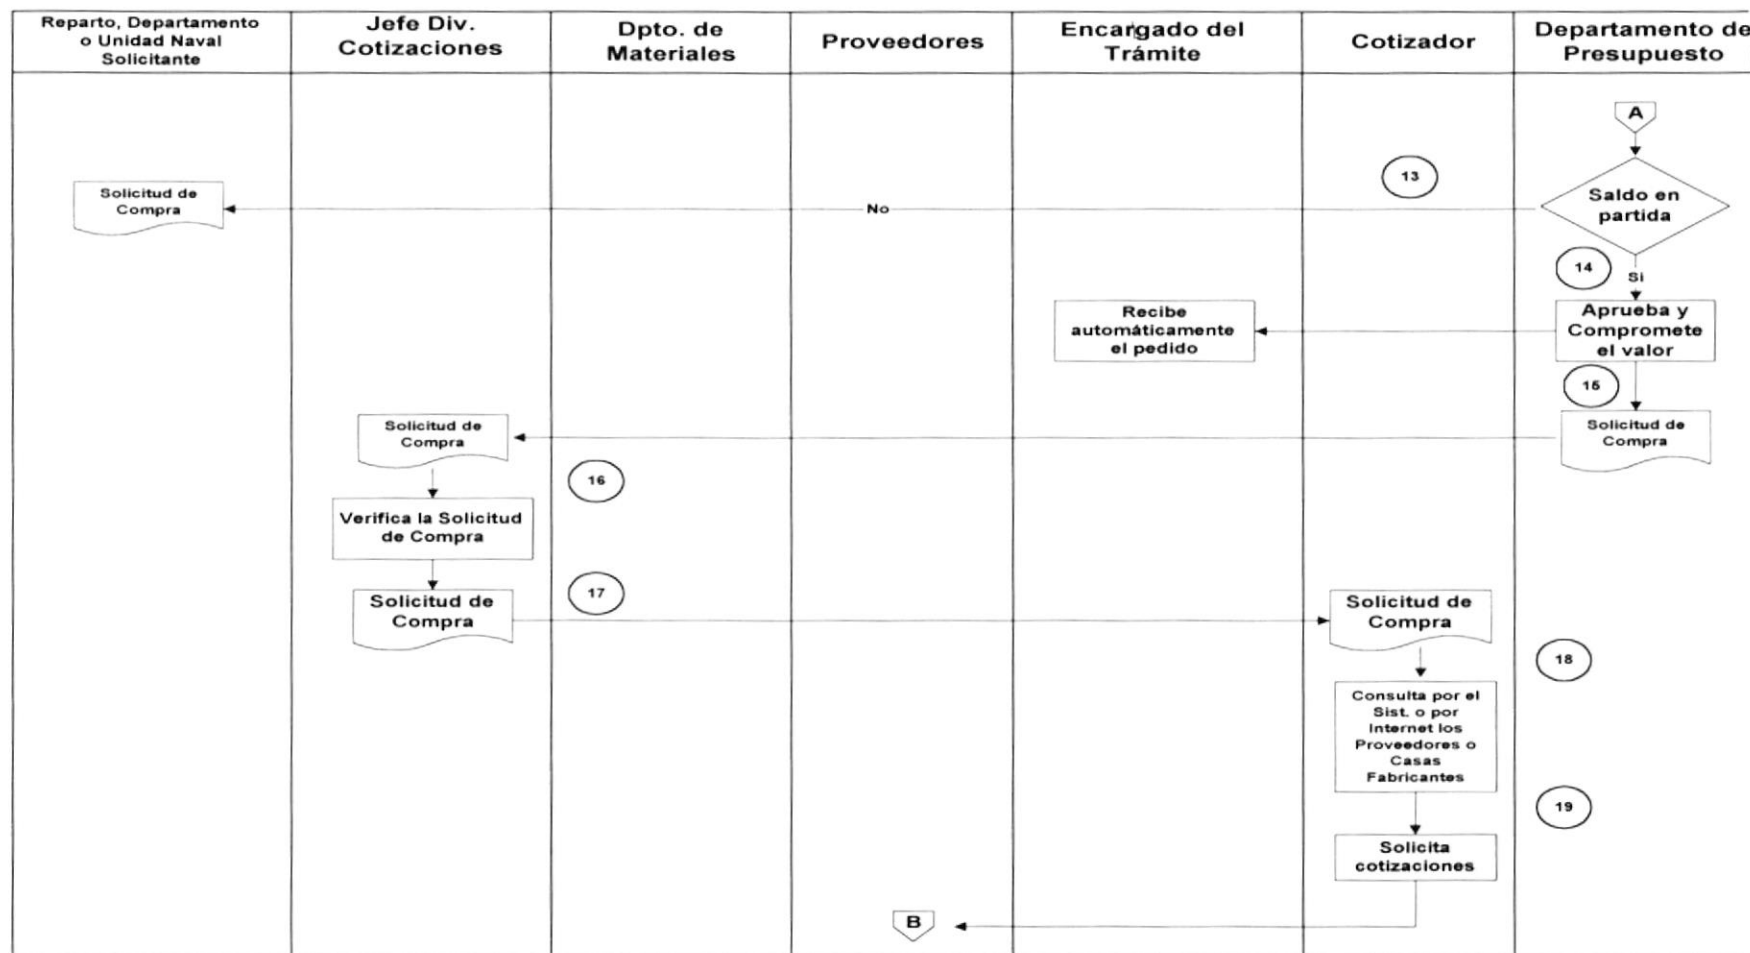 Reparto, Departamento
o Unidad Naval
Solicitante
Jefe Div.
Cotizaciones
Dpto. de
Materiales
Proveedores
Encargado del
Trámite
Cotizador
Departamento de
Presupuesto
A
13
Solicitud de
Compra
No
Saldo en
partida
14
Si
Recibe
automáticamente
el pedido
Aprueba y
Compromete
el valor
15
Solicitud de
Compra
Solicitud de
Compra
16
Verifica la Solicitud
de Compra
17
Solicitud de
Compra
Solicitud de
Compra
18
Consulta por el
Sist. o por
Internet los
Proveedores o
Casas
Fabricantes
19
Solicita
cotizaciones
B